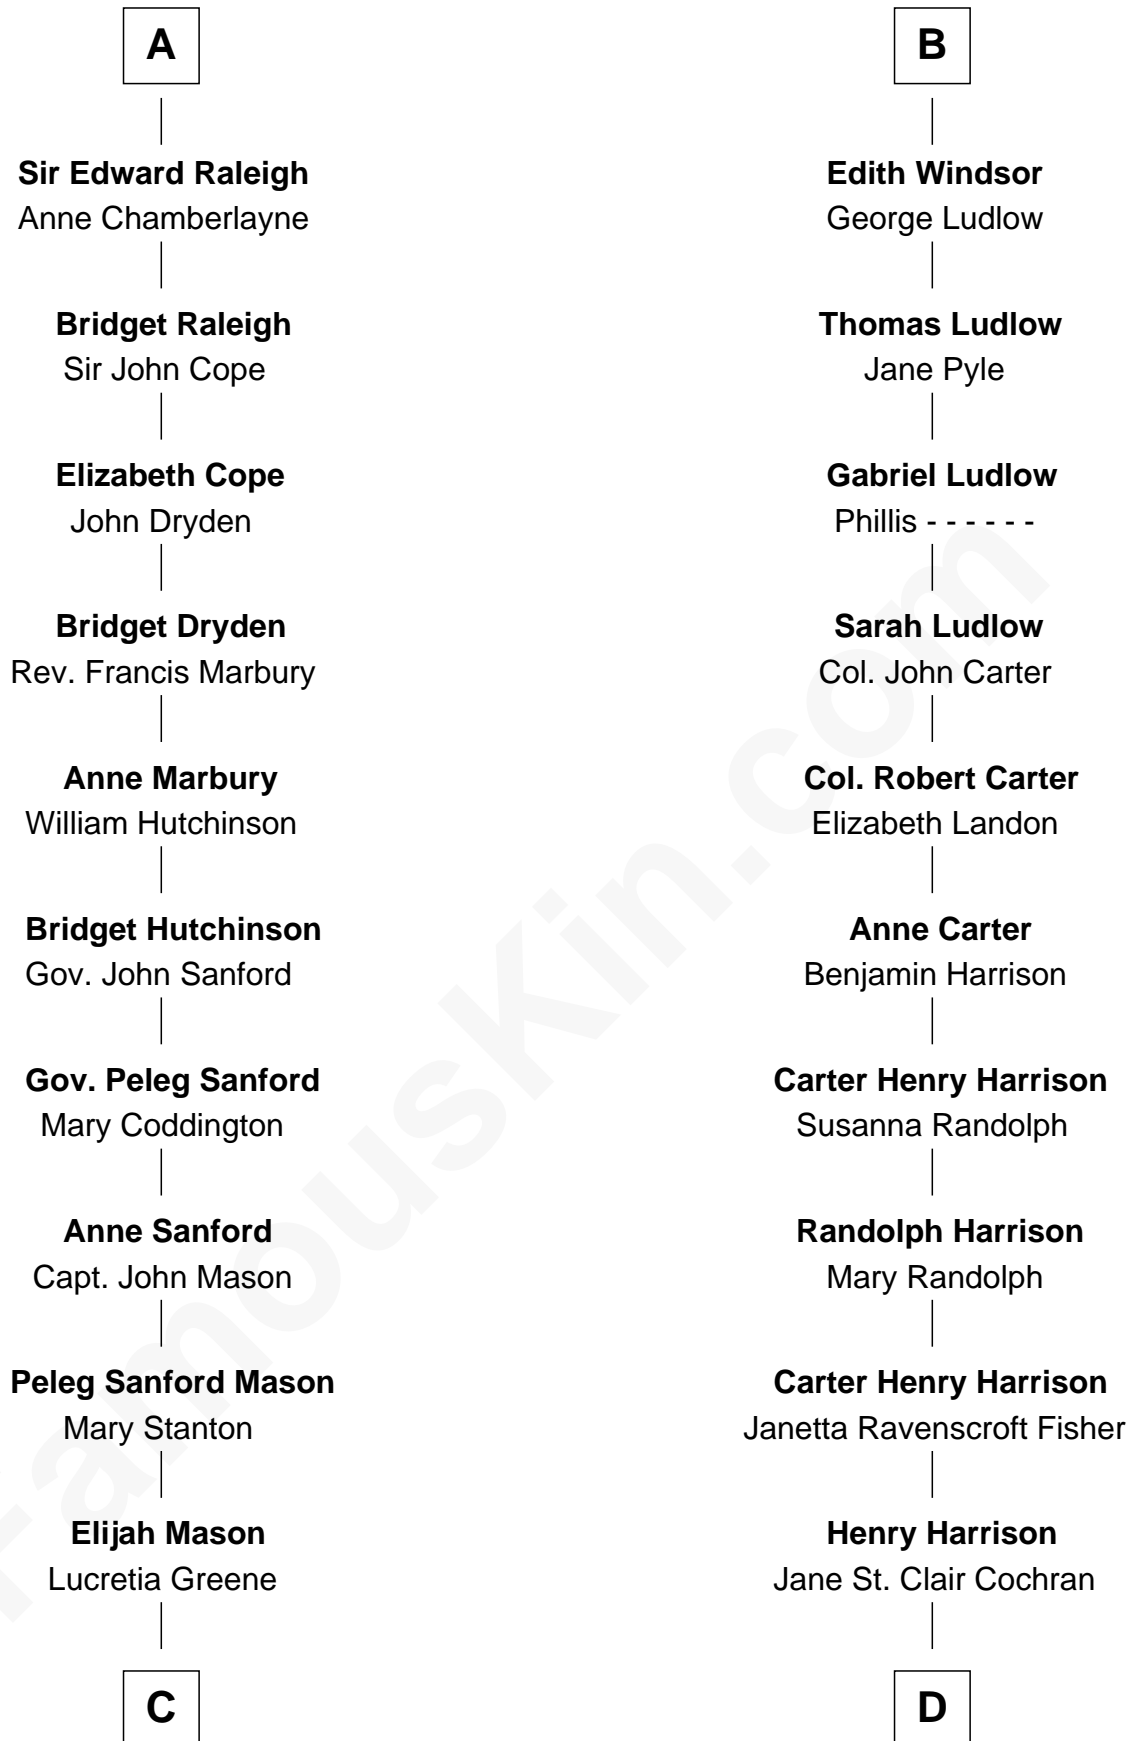 A
Sir Edward Raleigh
Anne Chamberlayne
Bridget Raleigh
Sir John Cope
Elizabeth Cope
John Dryden
Bridget Dryden
Rev. Francis Marbury
Anne Marbury
William Hutchinson
Bridget Hutchinson
Gov. John Sanford
Gov. Peleg Sanford
Mary Coddington
Anne Sanford
Capt. John Mason
Peleg Sanford Mason
Mary Stanton
Elijah Mason
Lucretia Greene
C
B
Edith Windsor
George Ludlow
Thomas Ludlow
Jane Pyle
Gabriel Ludlow
Phillis - - - - - -
Sarah Ludlow
Col. John Carter
Col. Robert Carter
Elizabeth Landon
Anne Carter
Benjamin Harrison
Carter Henry Harrison
Susanna Randolph
Randolph Harrison
Mary Randolph
Carter Henry Harrison
Janetta Ravenscroft Fisher
Henry Harrison
Jane St. Clair Cochran
D
FamousKin.com